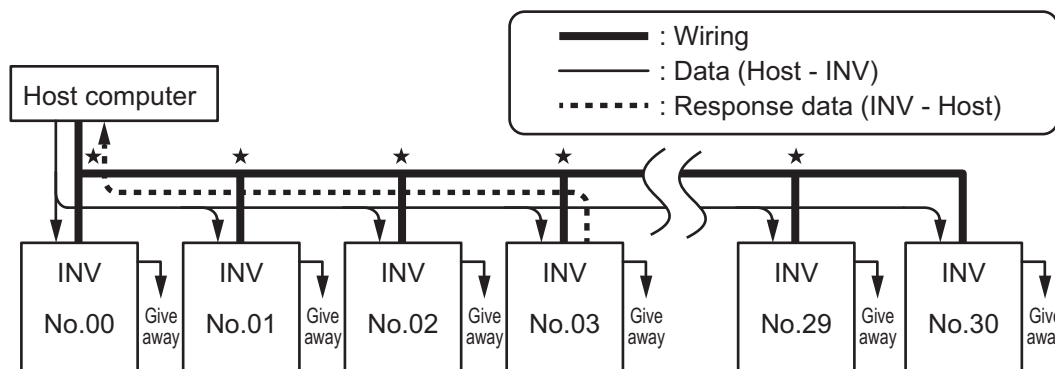 : Wiring
: Data (Host - INV)
: Response data (INV - Host)
Host computer
★ ★ ★ ★ ★
INV INV INV INV INV INV
No.00 No.01 No.02 No.03 No.29 No.30
Give Give Give Give Give Give
away away away away away away